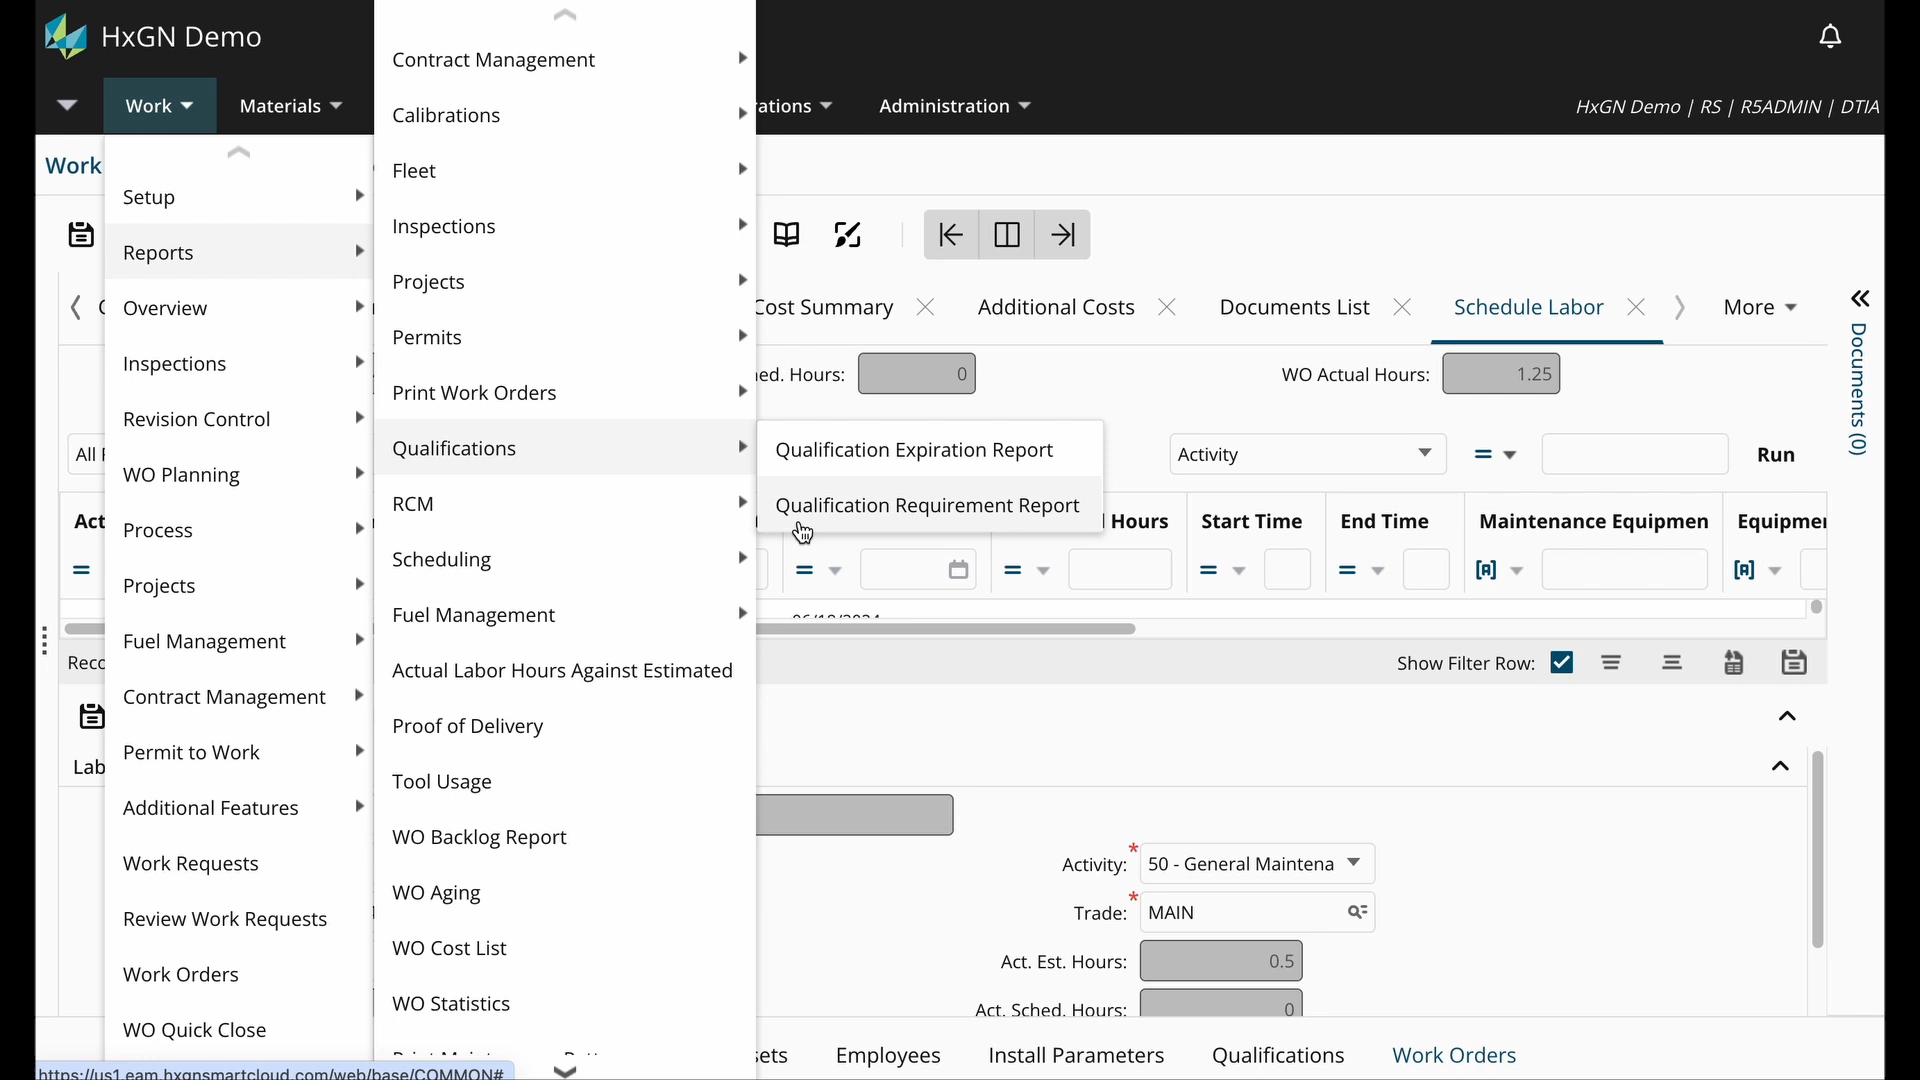 HxGN Demo
Work
Materials
ations
Administration
HxGN Demo | RS | R5ADMIN | DTIA
Work
Setup
Reports
Overview
Inspections
Revision Control
WO Planning
Process
Projects
Fuel Management
Contract Management
Permit to Work
Additional Features
Work Requests
Review Work Requests
Work Orders
WO Quick Close
Contract Management
Calibrations
Fleet
Inspections
Projects
Permits
Print Work Orders
Qualifications
RCM
Scheduling
Fuel Management
Actual Labor Hours Against Estimated
Proof of Delivery
Tool Usage
WO Backlog Report
WO Aging
WO Cost List
WO Statistics
Qualification Expiration Report
Qualification Requirement Report
Cost Summary
Additional Costs
Documents List
Schedule Labor
More
Documents (0)
ed. Hours: 0
WO Actual Hours: 1.25
All
Activity
=
Run
Act
Hours
Start Time
End Time
Maintenance Equipmen
Equipmen
= = = = = [A] [A]
Reco
Show Filter Row:
Lab
Activity: * 50 - General Maintena
Trade: * MAIN
Act. Est. Hours: 0.5
Act. Sched. Hours: 0
sets
Employees
Install Parameters
Qualifications
Work Orders
https://us1.eam.hxgnsmartcloud.com/web/base/COMMON#